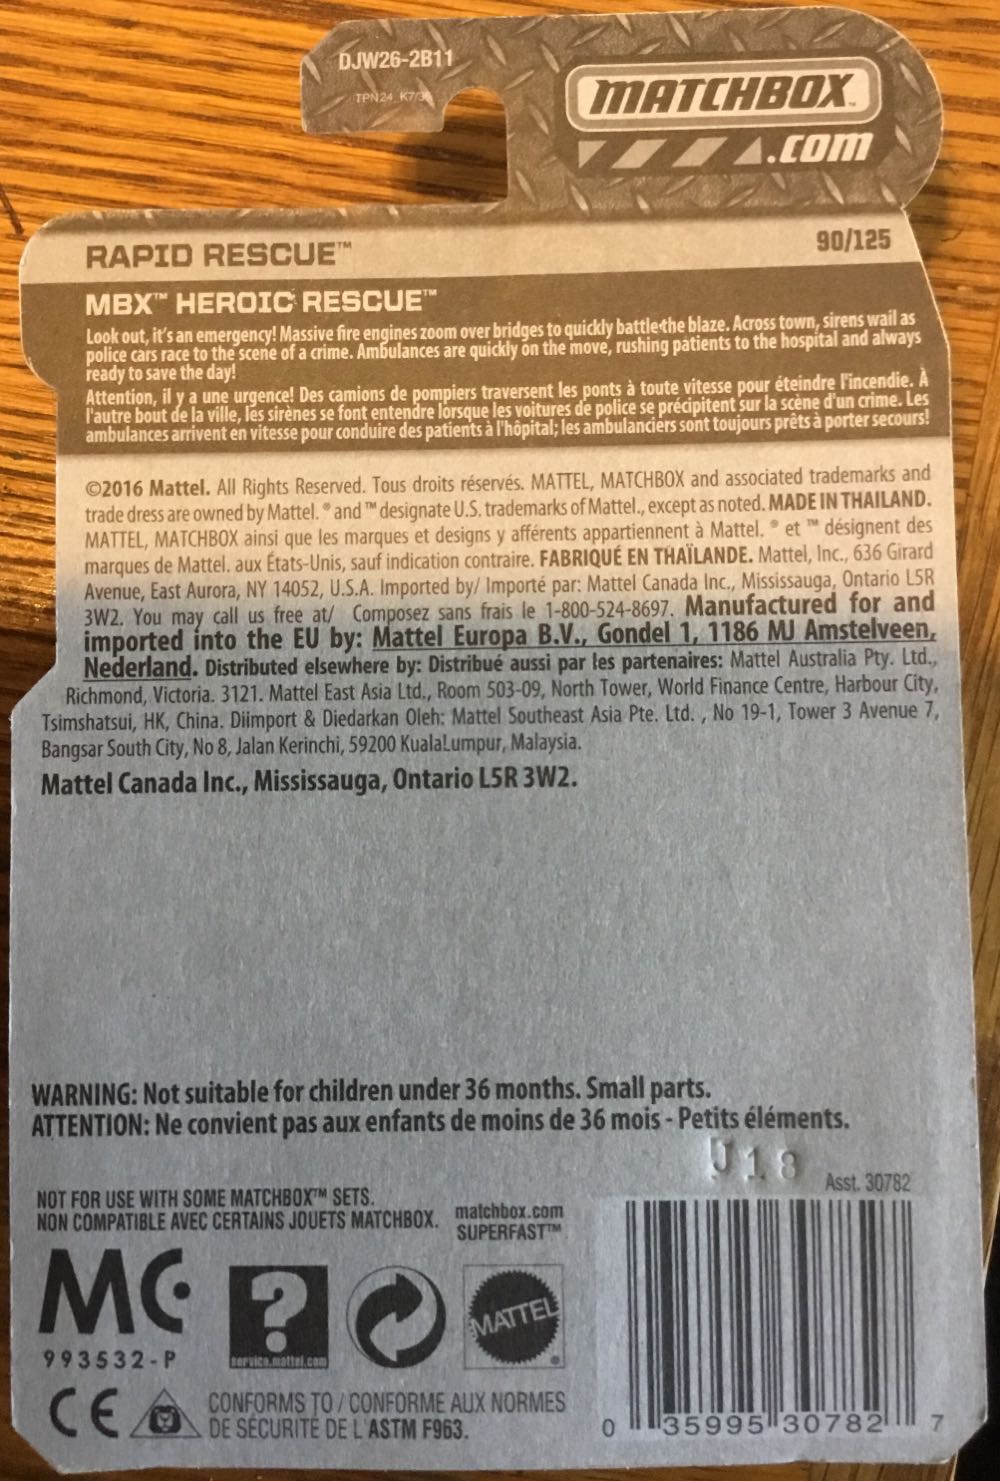 DJW26-2B11
TPN24 K7/
MATCHBOX™
.com
RAPID RESCUE™
90/125
MBX™ HEROIC RESCUE™
Look out, it's an emergency! Massive fire engines zoom over bridges to quickly battle the blaze. Across town, sirens wail as
police cars race to the scene of a crime. Ambulances are quickly on the move, rushing patients to the hospital and always
ready to save the day!
Attention, il y a une urgence! Des camions de pompiers traversent les ponts à toute vitesse pour éteindre l'incendie. À
l'autre bout de la ville, les sirènes se font entendre lorsque les voitures de police se précipitent sur la scène d'un crime. Les
ambulances arrivent en vitesse pour conduire des patients à l'hôpital; les ambulanciers sont toujours prêts à porter secours!
©2016 Mattel. All Rights Reserved. Tous droits réservés. MATTEL, MATCHBOX and associated trademarks and
trade dress are owned by Mattel. ® and ™ designate U.S. trademarks of Mattel., except as noted. MADE IN THAILAND.
MATTEL, MATCHBOX ainsi que les marques et designs y afférents appartiennent à Mattel. ® et ™ désignent des
marques de Mattel. aux États-Unis, sauf indication contraire. FABRIQUÉ EN THAÏLANDE. Mattel, Inc., 636 Girard
Avenue, East Aurora, NY 14052, U.S.A. Imported by/ Importé par: Mattel Canada Inc., Mississauga, Ontario L5R
3W2. You may call us free at/ Composez sans frais le 1-800-524-8697. Manufactured for and
imported into the EU by: Mattel Europa B.V., Gondel 1, 1186 MJ Amstelveen,
Nederland. Distributed elsewhere by: Distribué aussi par les partenaires: Mattel Australia Pty. Ltd.,
Richmond, Victoria. 3121. Mattel East Asia Ltd., Room 503-09, North Tower, World Finance Centre, Harbour City,
Tsimshatsui, HK, China. Diimport & Diedarkan Oleh: Mattel Southeast Asia Pte. Ltd. , No 19-1, Tower 3 Avenue 7,
Bangsar South City, No 8, Jalan Kerinchi, 59200 KualaLumpur, Malaysia.
Mattel Canada Inc., Mississauga, Ontario L5R 3W2.
WARNING: Not suitable for children under 36 months. Small parts.
ATTENTION: Ne convient pas aux enfants de moins de 36 mois - Petits éléments.
J18
Asst. 30782
NOT FOR USE WITH SOME MATCHBOX™ SETS.
NON COMPATIBLE AVEC CERTAINS JOUETS MATCHBOX.
matchbox.com
SUPERFAST™
MC
993532-P
?
service.mattel.com
MATTEL®
CE
CONFORMS TO / CONFORME AUX NORMES
DE SÉCURITÉ DE L'ASTM F963.
0 35995 30782 7